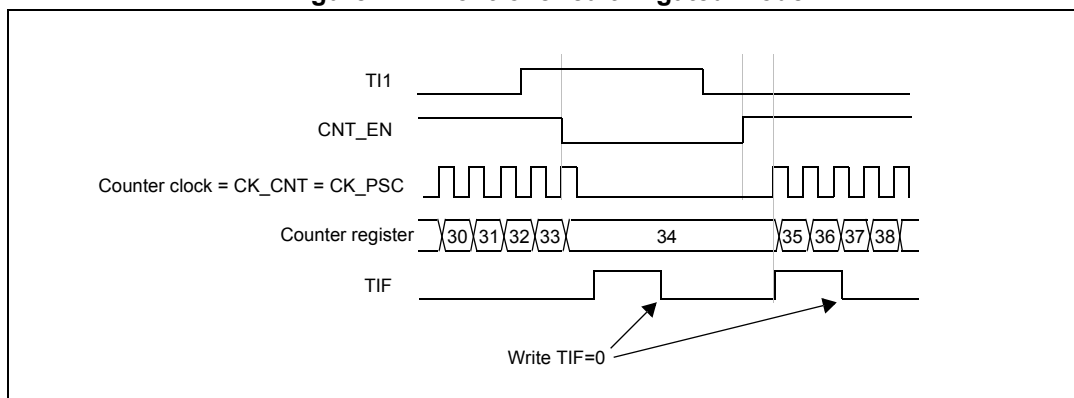 TI1
CNT_EN
Counter clock = CK_CNT = CK_PSC
Counter register 30 31 32 33 34 35 36 37 38
TIF
Write TIF=0